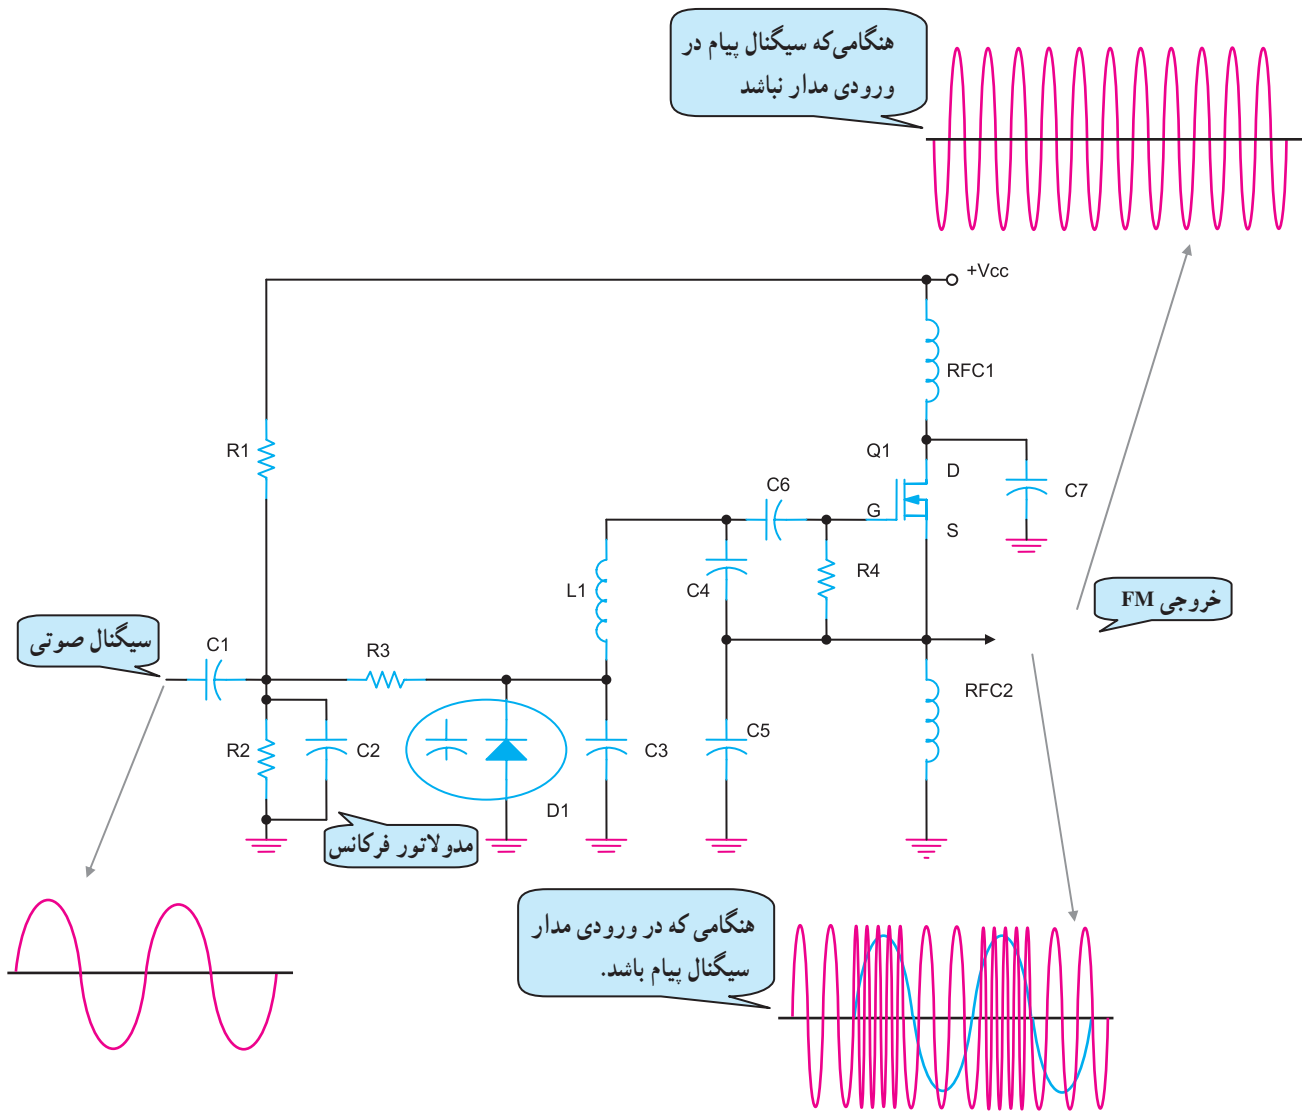 هنگامی‌که سیگنال پیام در
ورودی مدار نباشد
+Vcc
RFC1
R1
Q1
D
C6
C7
G
S
C4
R4
L1
خروجی FM
سیگنال صوتی
C1
R3
RFC2
R2
C2
C3
C5
D1
مدولاتور فرکانس
هنگامی که در ورودی مدار
سیگنال پیام باشد.